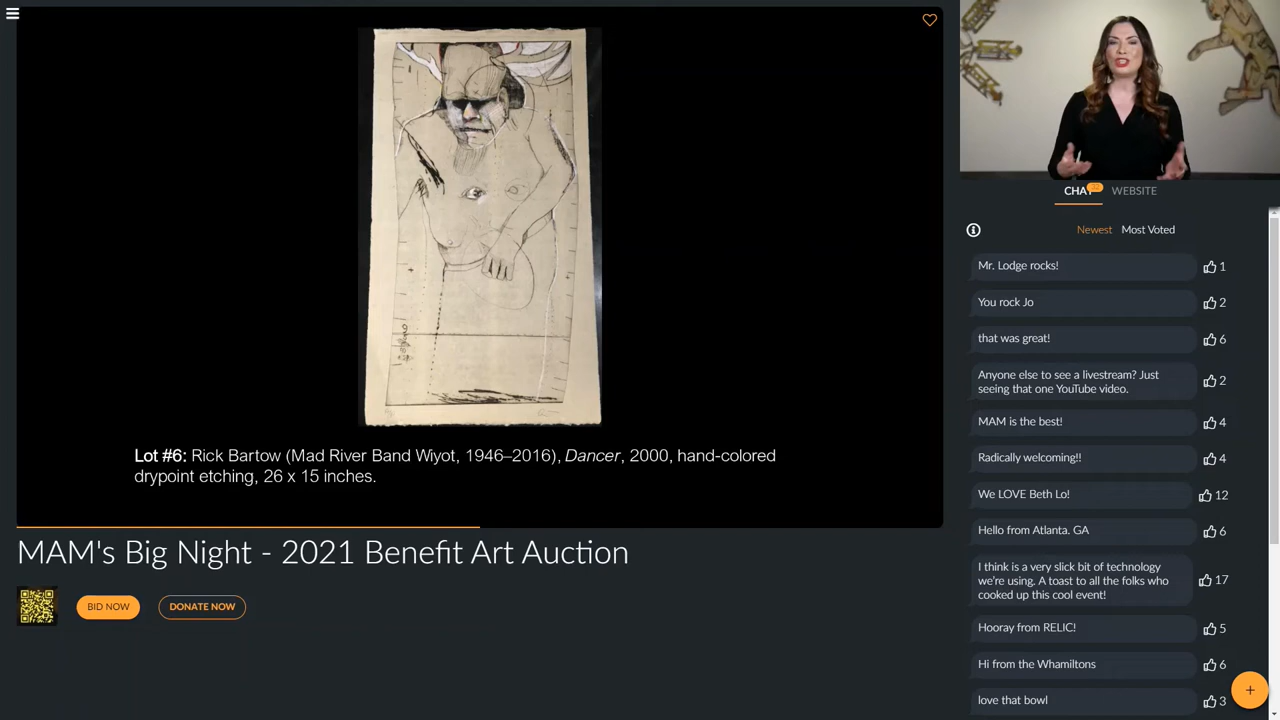 CHAT
WEBSITE
Newest
Most Voted
Mr. Lodge rocks!
1
You rock Jo
2
that was great!
6
Anyone else to see a livestream? Just
seeing that one YouTube video.
2
MAM is the best!
4
Radically welcoming!!
4
We LOVE Beth Lo!
12
Hello from Atlanta. GA
6
I think is a very slick bit of technology
we're using. A toast to all the folks who
cooked up this cool event!
17
Hooray from RELIC!
5
Hi from the Whamiltons
6
love that bowl
3
Lot #6: Rick Bartow (Mad River Band Wiyot, 1946–2016), Dancer, 2000, hand-colored
drypoint etching, 26 x 15 inches.
MAM's Big Night - 2021 Benefit Art Auction
BID NOW
DONATE NOW